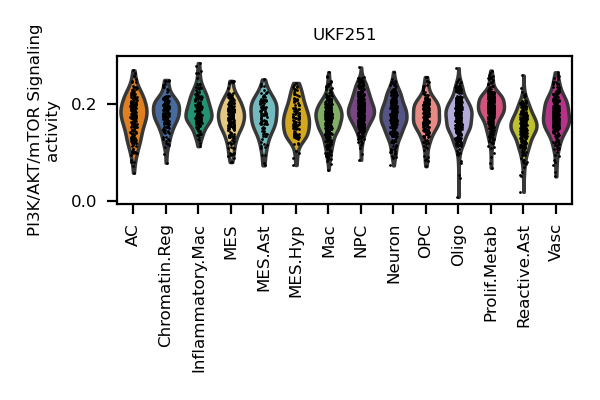 UKF251
PI3K/AKT/mTOR Signaling
activity
0.2
0.0
AC
Chromatin.Reg
Inflammatory.Mac
MES
MES.Ast
MES.Hyp
Mac
NPC
Neuron
OPC
Oligo
Prolif.Metab
Reactive.Ast
Vasc